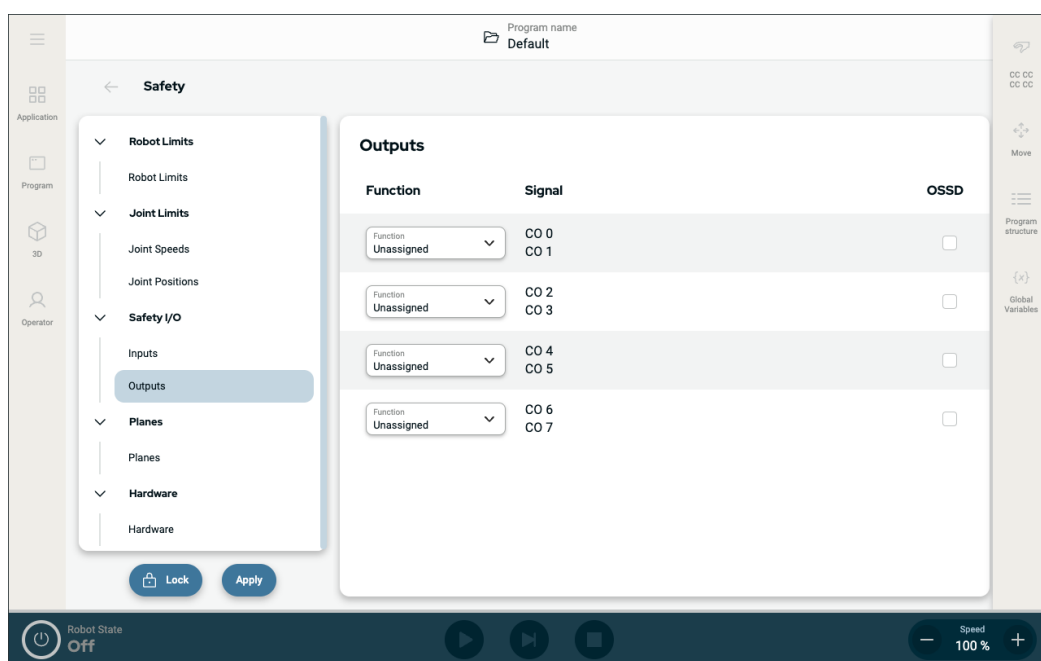 Program name
Default
Safety
Application
Program
3D
Operator
Robot Limits
Robot Limits
Joint Limits
Joint Speeds
Joint Positions
Safety I/O
Inputs
Outputs
Planes
Planes
Hardware
Hardware
Lock
Apply
Outputs
Function
Signal
OSSD
Function
Unassigned
CO 0
CO 1
Function
Unassigned
CO 2
CO 3
Function
Unassigned
CO 4
CO 5
Function
Unassigned
CO 6
CO 7
CC CC
CC CC
Move
Program
structure
{x}
Global
Variables
Robot State
Off
Speed
100 %